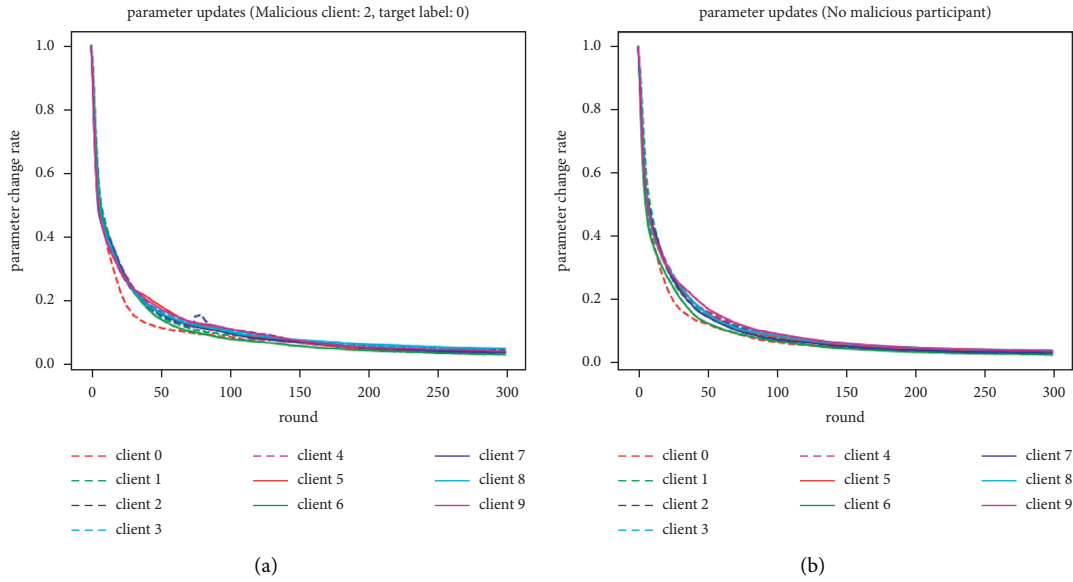 parameter updates (Malicious client: 2, target label: 0)
1.0
0.8
0.6
0.4
0.2
0.0
parameter change rate
0 50 100 150 200 250 300
round
client 0 client 4 client 7
client 1 client 5 client 8
client 2 client 6 client 9
client 3
(a)
parameter updates (No malicious participant)
1.0
0.8
0.6
0.4
0.2
0.0
parameter change rate
0 50 100 150 200 250 300
round
client 0 client 4 client 7
client 1 client 5 client 8
client 2 client 6 client 9
client 3
(b)